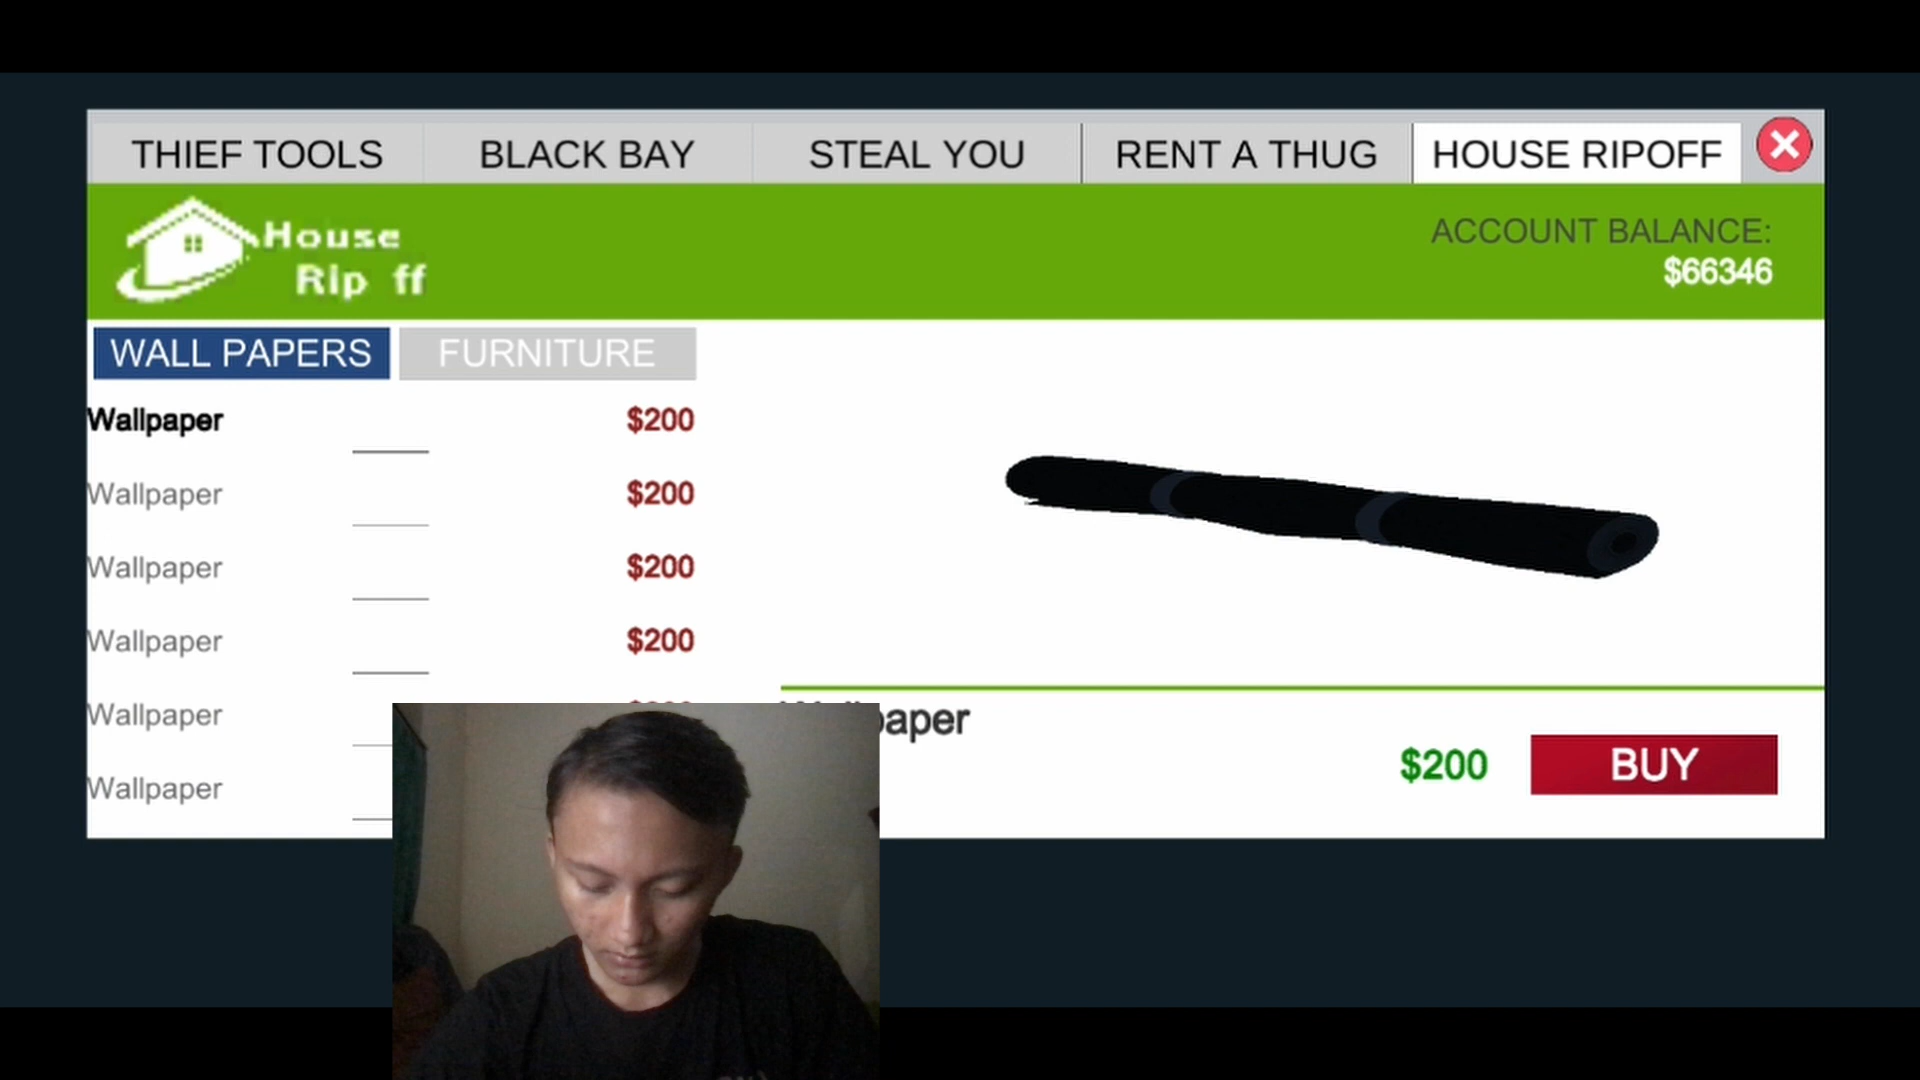 THIEF TOOLS
BLACK BAY
STEAL YOU
RENT A THUG
HOUSE RIPOFF
House
Rip ff
ACCOUNT BALANCE:
$66346
WALL PAPERS
FURNITURE
Wallpaper $200
Wallpaper $200
Wallpaper $200
Wallpaper $200
Wallpaper
Wallpaper
$200
BUY